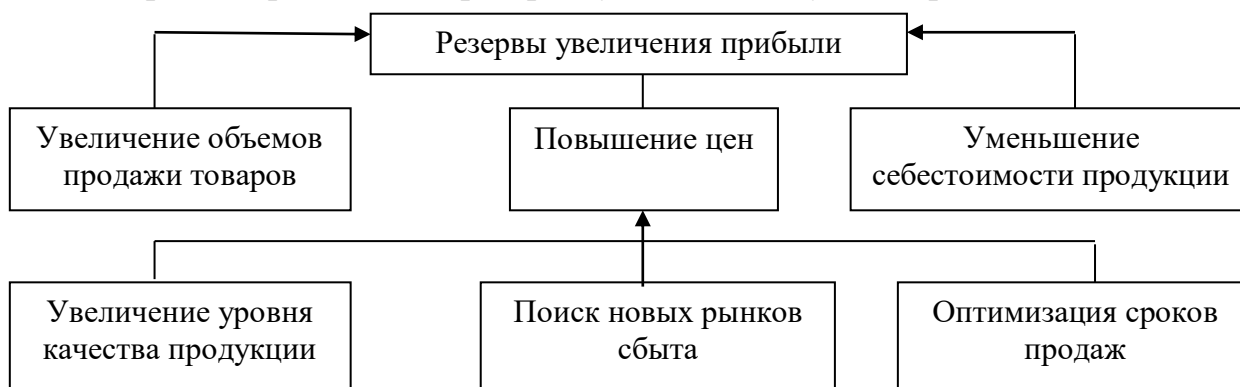 Резервы увеличения прибыли
Увеличение объемов
продажи товаров
Повышение цен
Уменьшение
себестоимости продукции
Увеличение уровня
качества продукции
Поиск новых рынков
сбыта
Оптимизация сроков
продаж